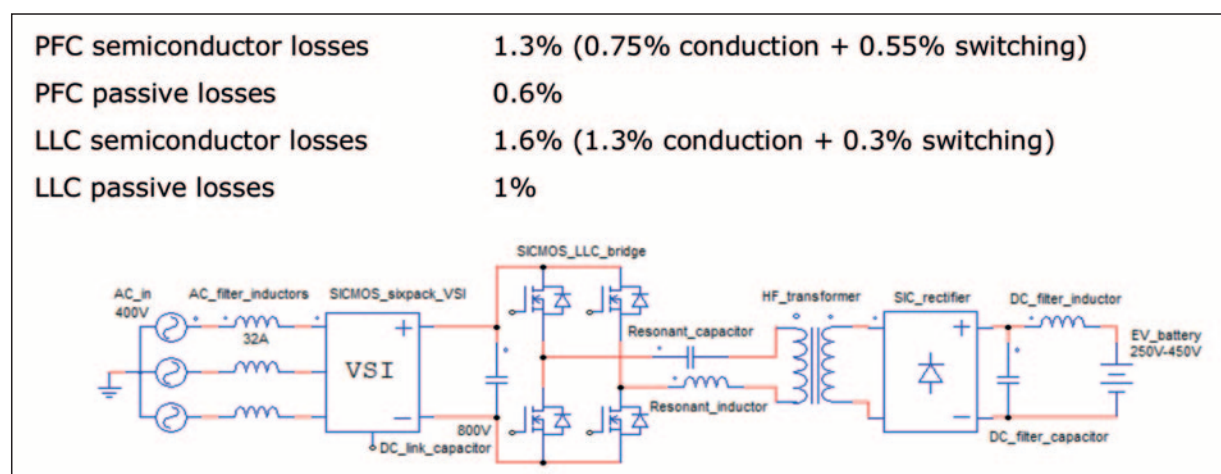 PFC semiconductor losses 1.3% (0.75% conduction + 0.55% switching)
PFC passive losses 0.6%
LLC semiconductor losses 1.6% (1.3% conduction + 0.3% switching)
LLC passive losses 1%
SICMOS_LLC_bridge
AC_in
400V
AC_filter_inductors
32A
SICMOS_sixpack_VSI
+
VSI
−
800V
DC_link_capacitor
Resonant_capacitor
Resonant_inductor
HF_transformer
SIC_rectifier
+
−
DC_filter_inductor
EV_battery
250V-450V
DC_filter_capacitor